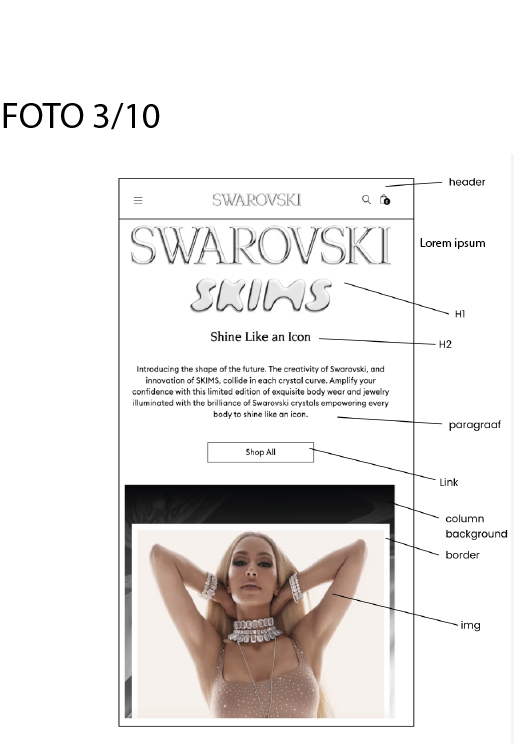 FOTO 3/10
header
SWAROVSKI
0
SWAROVSKI
Lorem ipsum
SKIMS
H1
Shine Like an Icon
H2
Introducing the shape of the future. The creativity of Swarovski, and
innovation of SKIMS, collide in each crystal curve. Amplify your
confidence with this limited edition of exquisite body wear and jewelry
illuminated with the brilliance of Swarovski crystals empowering every
body to shine like an icon.
paragraaf
Shop All
Link
column
background
border
img